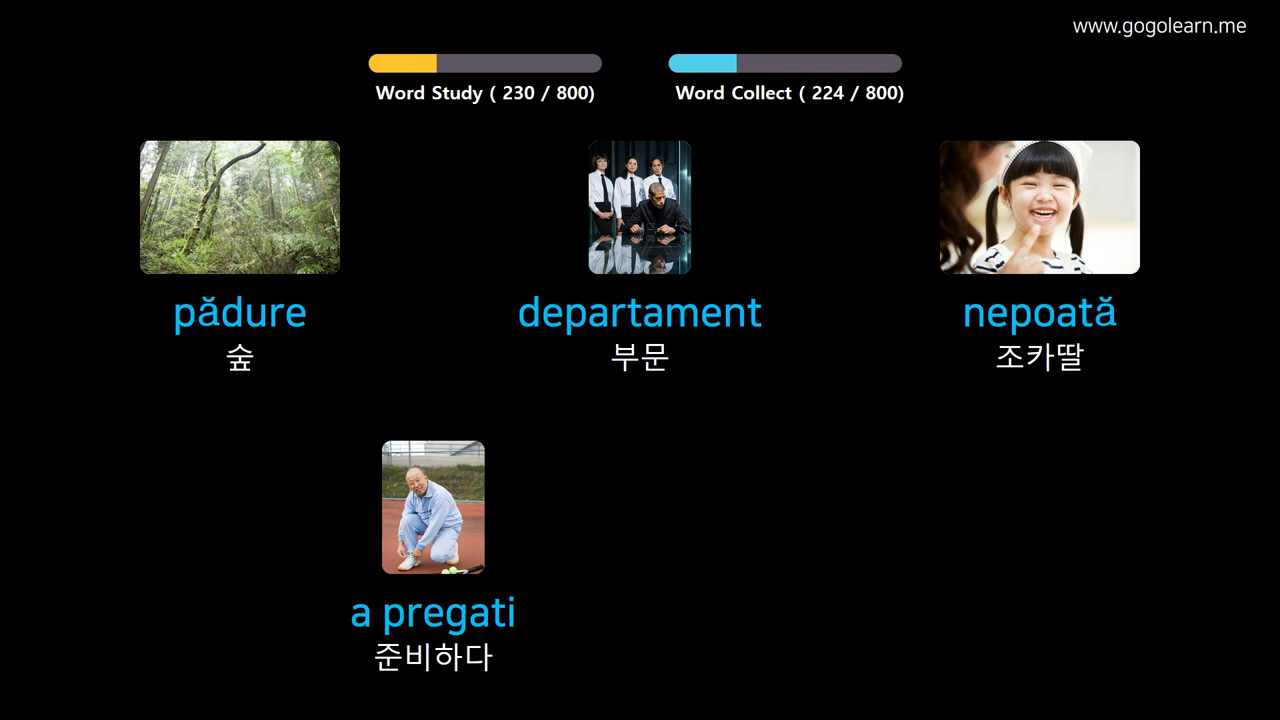 www.gogolearn.me
Word Study ( 230 / 800)
Word Collect ( 224 / 800)
pădure
숲
departament
부문
nepoată
조카딸
a pregati
준비하다